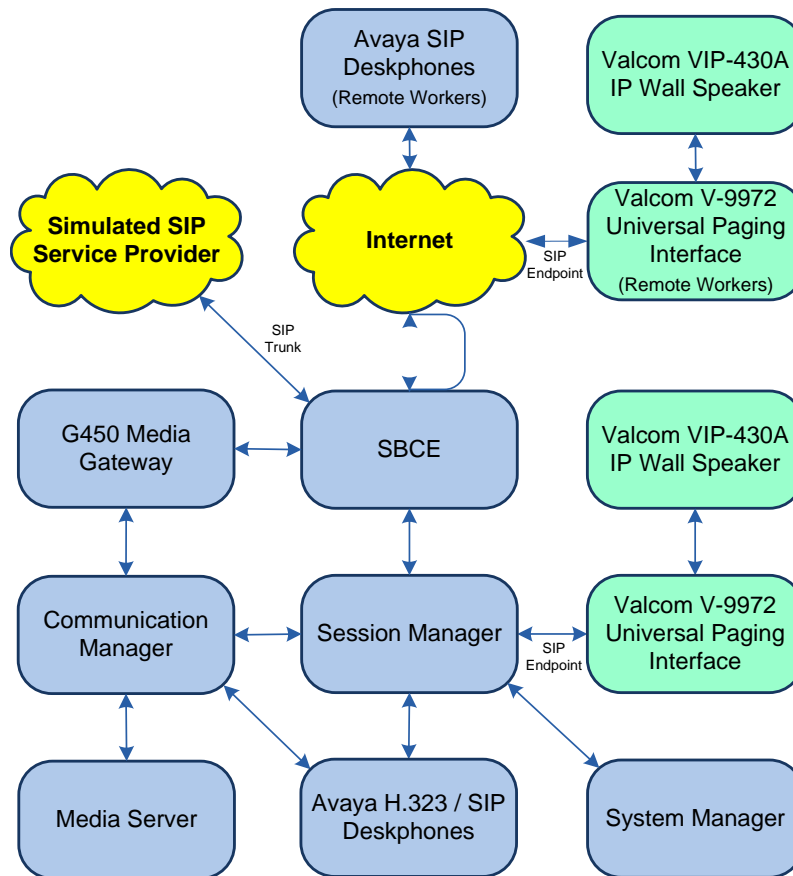 Avaya SIP
Deskphones
(Remote Workers)
Valcom VIP-430A
IP Wall Speaker
Simulated SIP
Service Provider
Internet
SIP
Endpoint
Valcom V-9972
Universal Paging
Interface
(Remote Workers)
SIP
Trunk
G450 Media
Gateway
SBCE
Valcom VIP-430A
IP Wall Speaker
Communication
Manager
Session Manager
SIP
Endpoint
Valcom V-9972
Universal Paging
Interface
Media Server
Avaya H.323 / SIP
Deskphones
System Manager